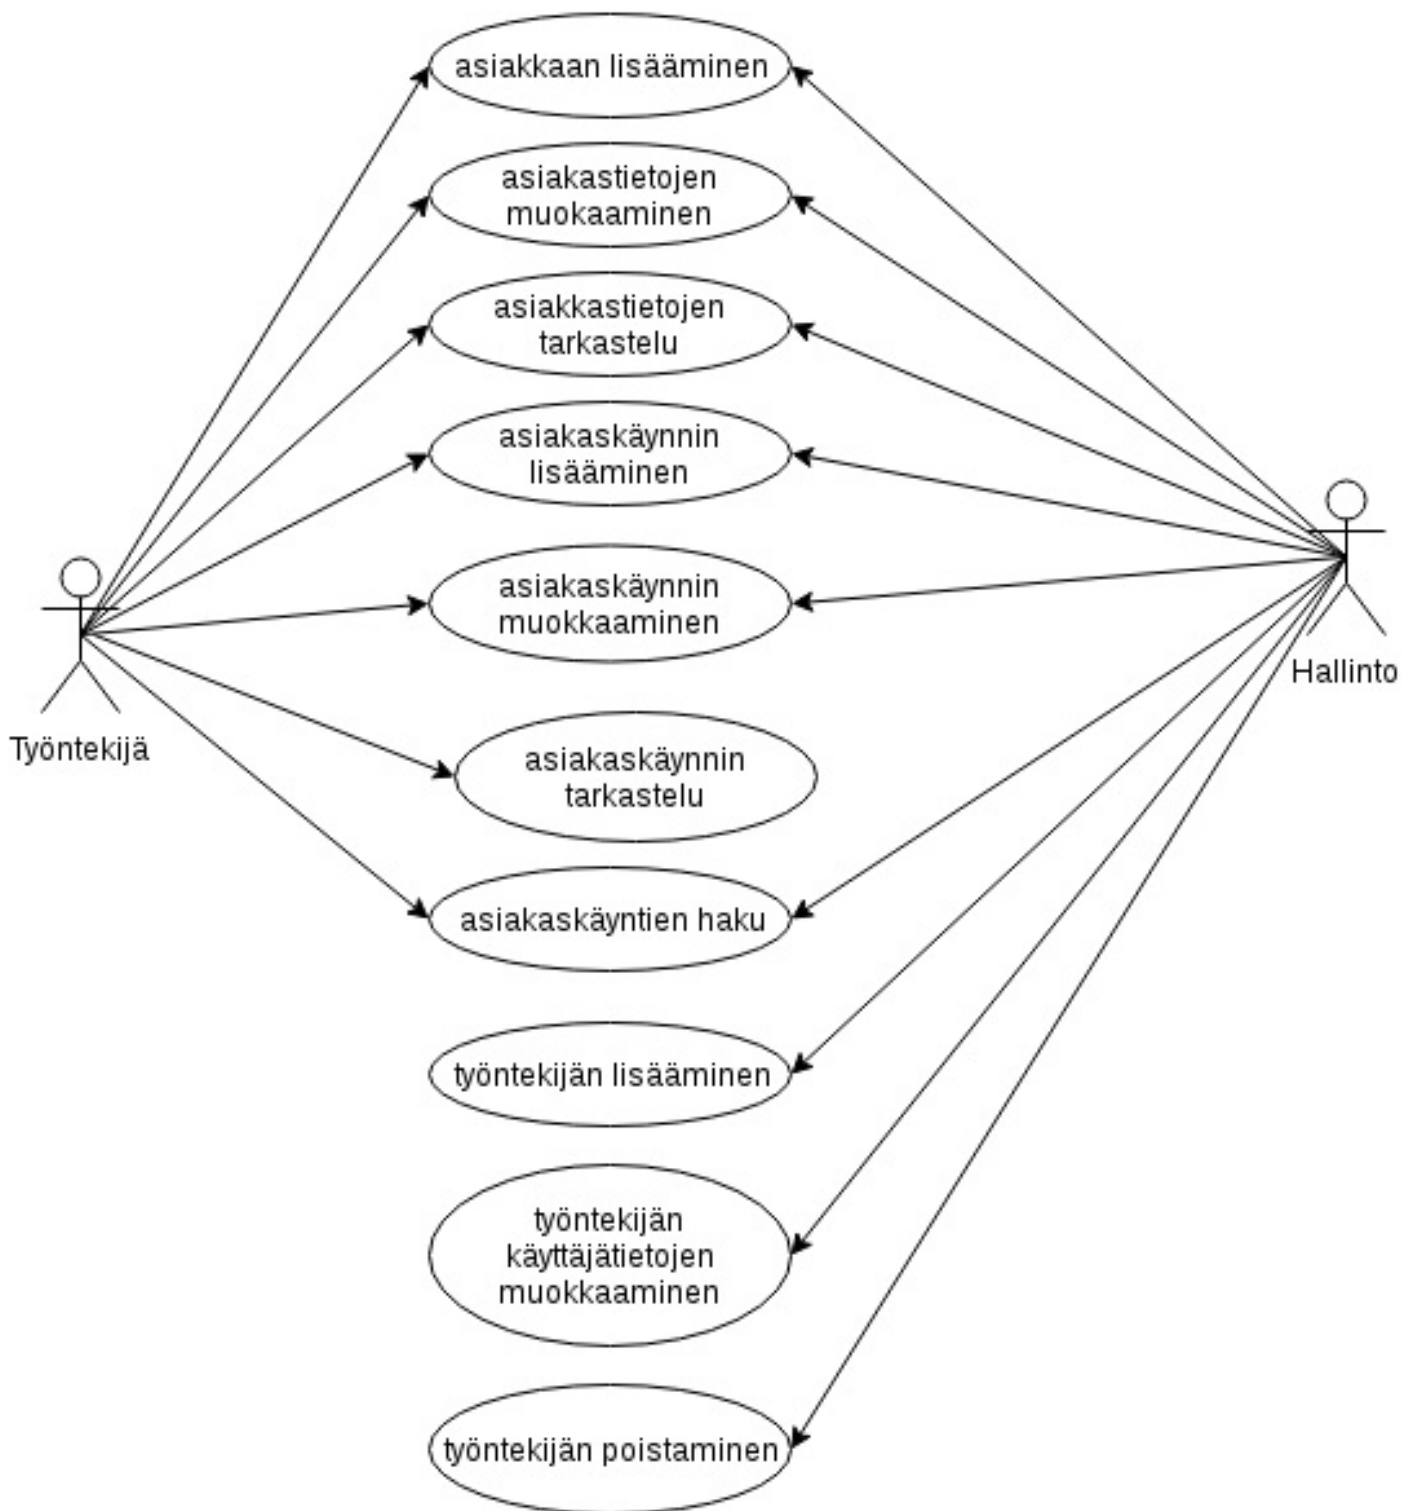 asiakkaan lisääminen
asiakastietojen
muokaaminen
asiakkastietojen
tarkastelu
asiakaskäynnin
lisääminen
asiakaskäynnin
muokkaaminen
Hallinto
Työntekijä
asiakaskäynnin
tarkastelu
asiakaskäyntien haku
työntekijän lisääminen
työntekijän
käyttäjätietojen
muokkaaminen
työntekijän poistaminen